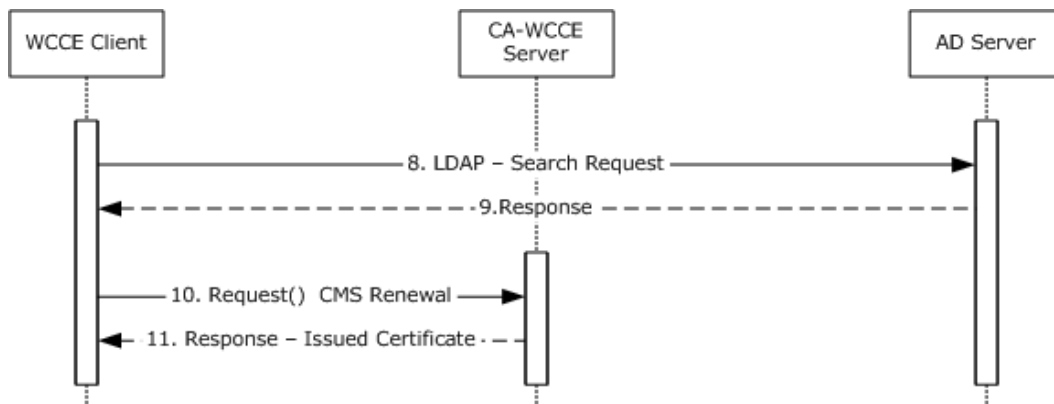 WCCE Client
CA-WCCE
Server
AD Server
8. LDAP – Search Request
9.Response
10. Request()  CMS Renewal
11. Response – Issued Certificate